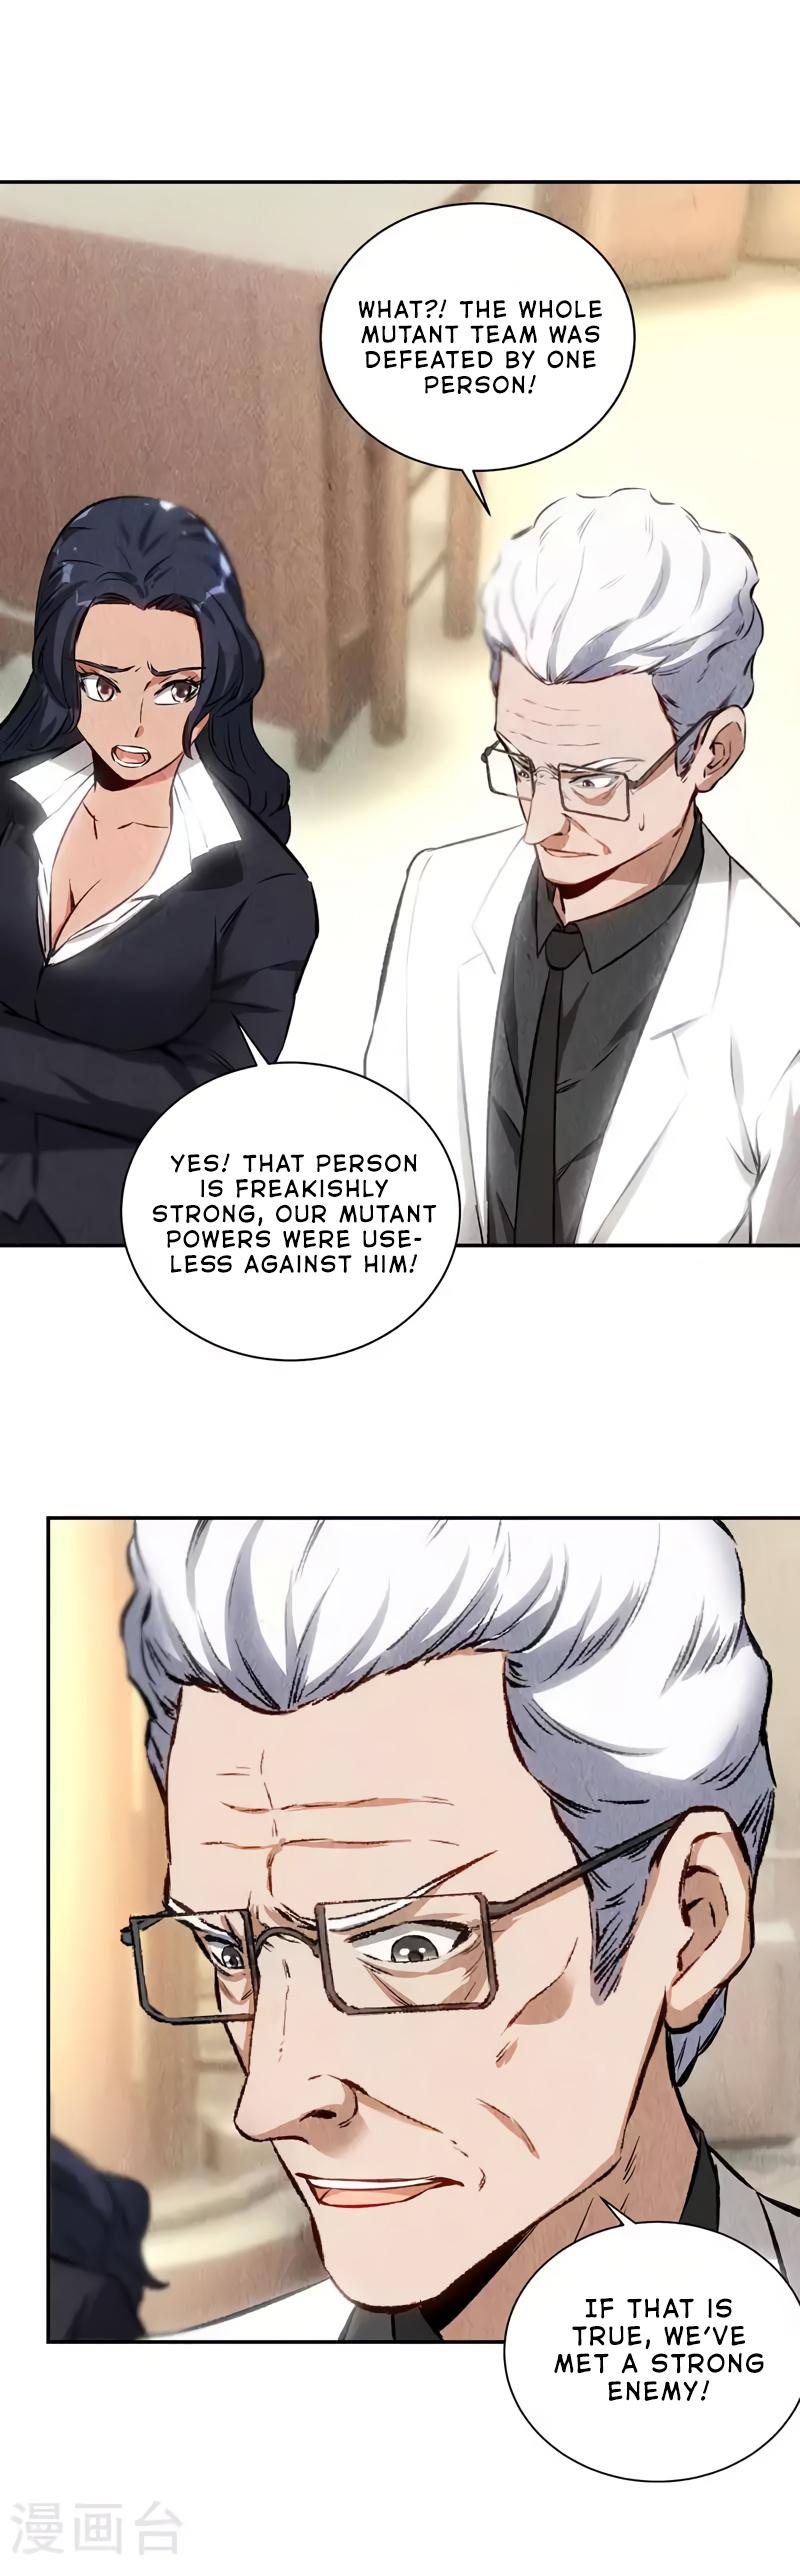 WHAT?! THE WHOLE
MUTANT TEAM WAS
DEFEATED BY ONE
PERSON!
YES! THAT PERSON
IS FREAKISHLY
STRONG, OUR MUTANT
POWERS WERE USE-
LESS AGAINST HIM!
IF THAT IS
TRUE, WE'VE
MET A STRONG
ENEMY!
漫画台